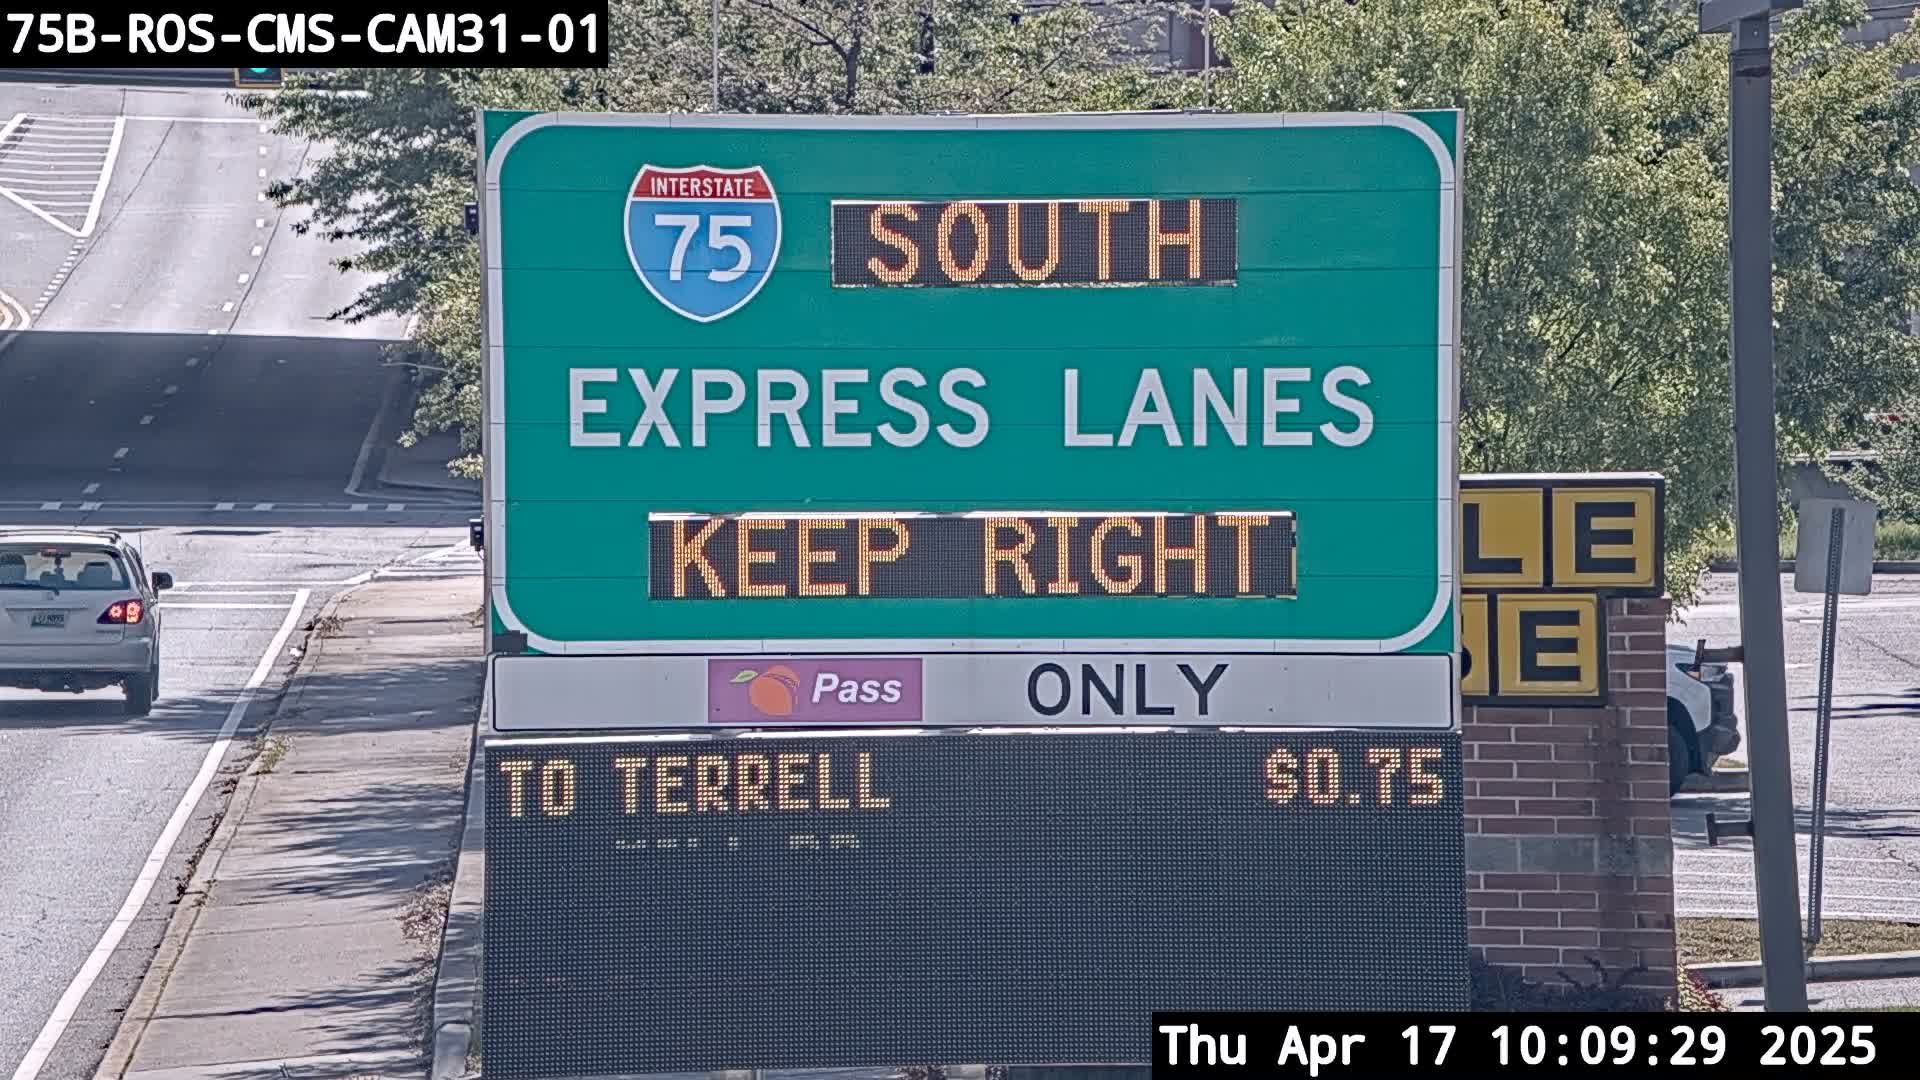 75B-ROS-CMS-CAM31-01
INTERSTATE
75
SOUTH
EXPRESS LANES
KEEP RIGHT
Pass ONLY
TO TERRELL $0.75
LE
E
Thu Apr 17 10:09:29 2025